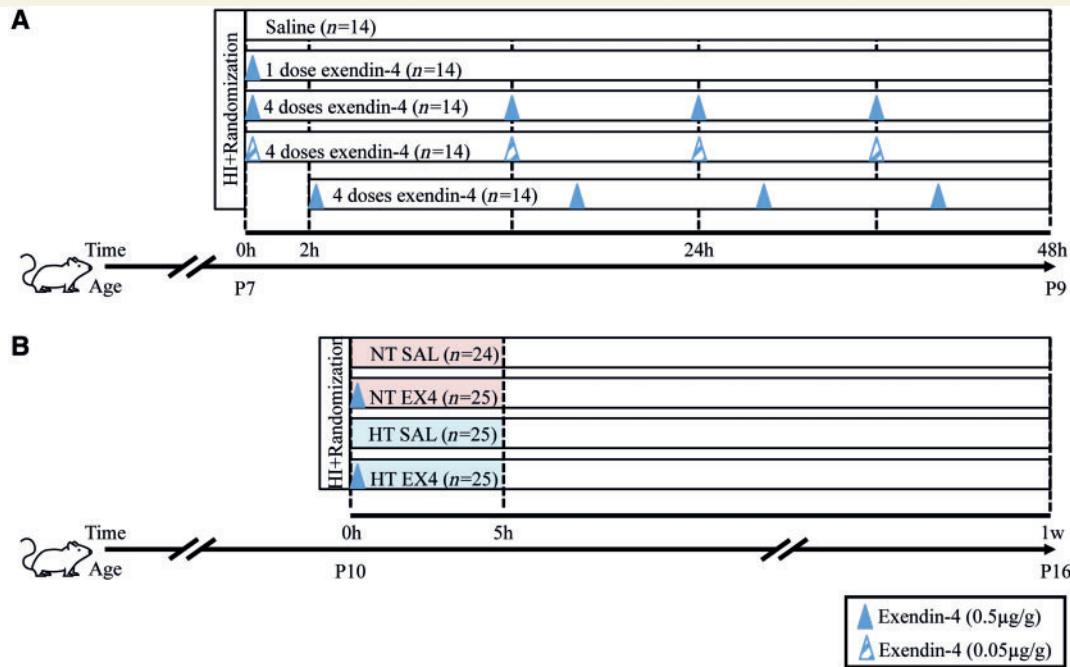 A
HI+Randomization
Saline (n=14)
1 dose exendin-4 (n=14)
4 doses exendin-4 (n=14)
4 doses exendin-4 (n=14)
4 doses exendin-4 (n=14)
Time 0h 2h 24h 48h
Age P7 P9
B
HI+Randomization
NT SAL (n=24)
NT EX4 (n=25)
HT SAL (n=25)
HT EX4 (n=25)
Time 0h 5h 1w
Age P10 P16
Exendin-4 (0.5µg/g)
Exendin-4 (0.05µg/g)